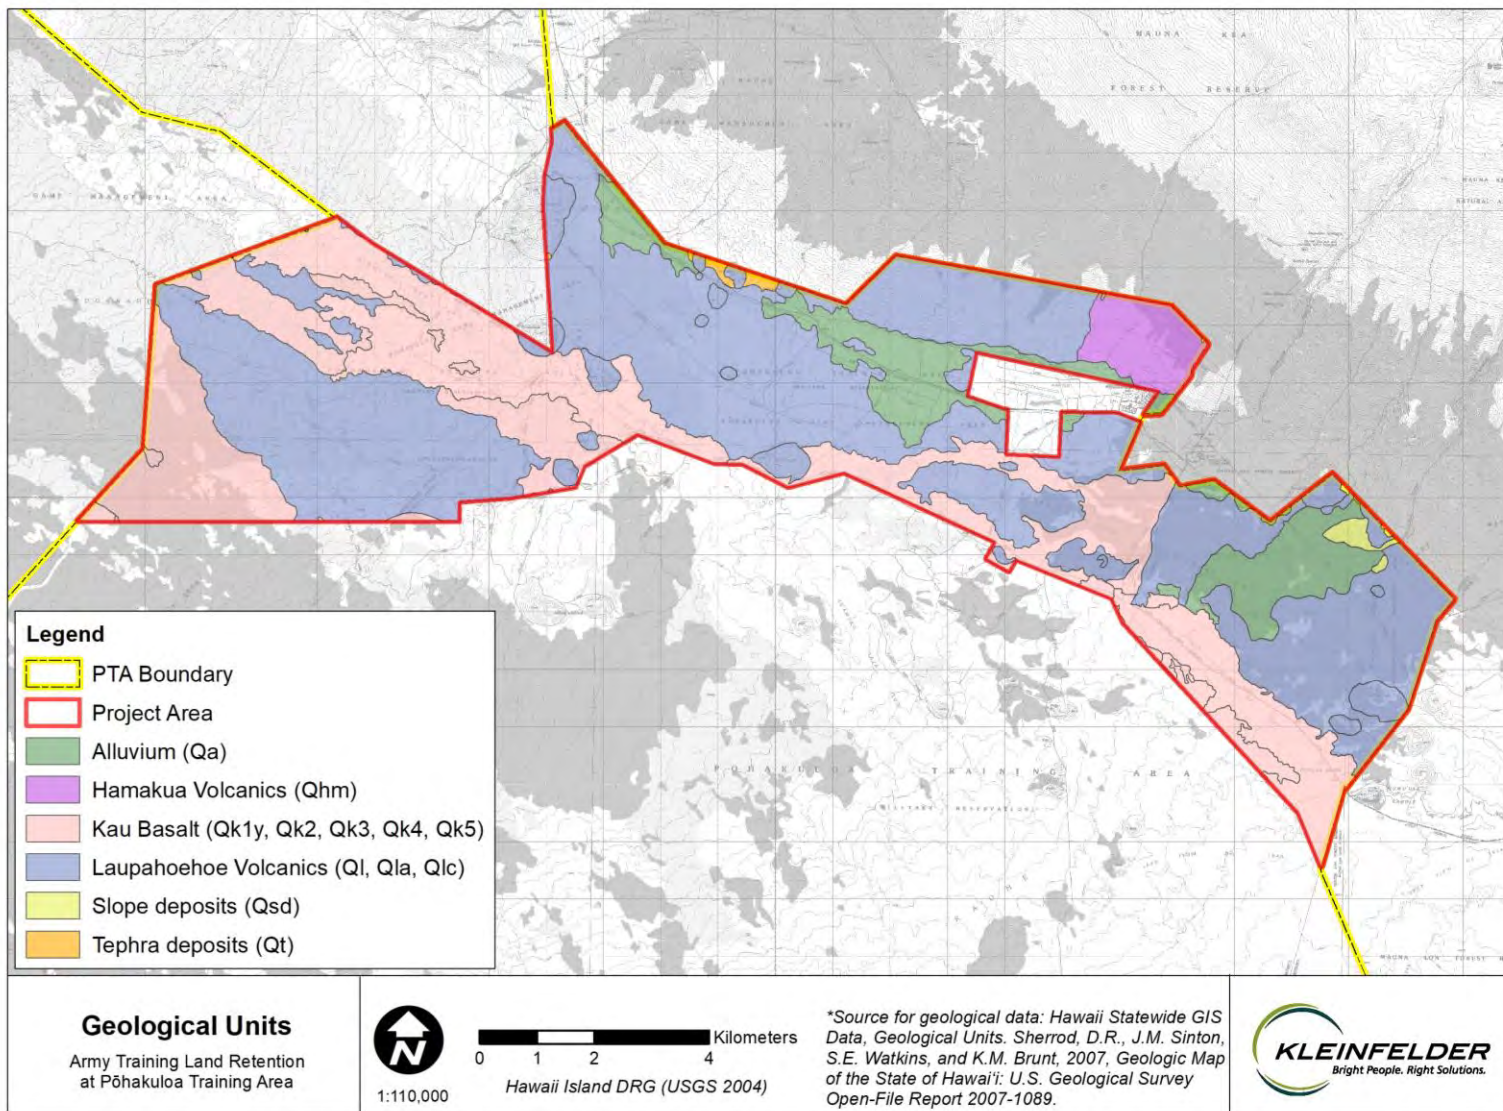 MAUNA KEA
FOREST RESERVE
GAME MANAGEMENT AREA
POHAKULOA TRAINING AREA
Legend
PTA Boundary
Project Area
Alluvium (Qa)
Hamakua Volcanics (Qhm)
Kau Basalt (Qk1y, Qk2, Qk3, Qk4, Qk5)
Laupahoehoe Volcanics (Ql, Qla, Qlc)
Slope deposits (Qsd)
Tephra deposits (Qt)
Geological Units
Army Training Land Retention
at Pōhakuloa Training Area
N
1:110,000
Kilometers
0 1 2 4
Hawaii Island DRG (USGS 2004)
*Source for geological data: Hawaii Statewide GIS
Data, Geological Units. Sherrod, D.R., J.M. Sinton,
S.E. Watkins, and K.M. Brunt, 2007, Geologic Map
of the State of Hawai‘i: U.S. Geological Survey
Open-File Report 2007-1089.
KLEINFELDER
Bright People. Right Solutions.